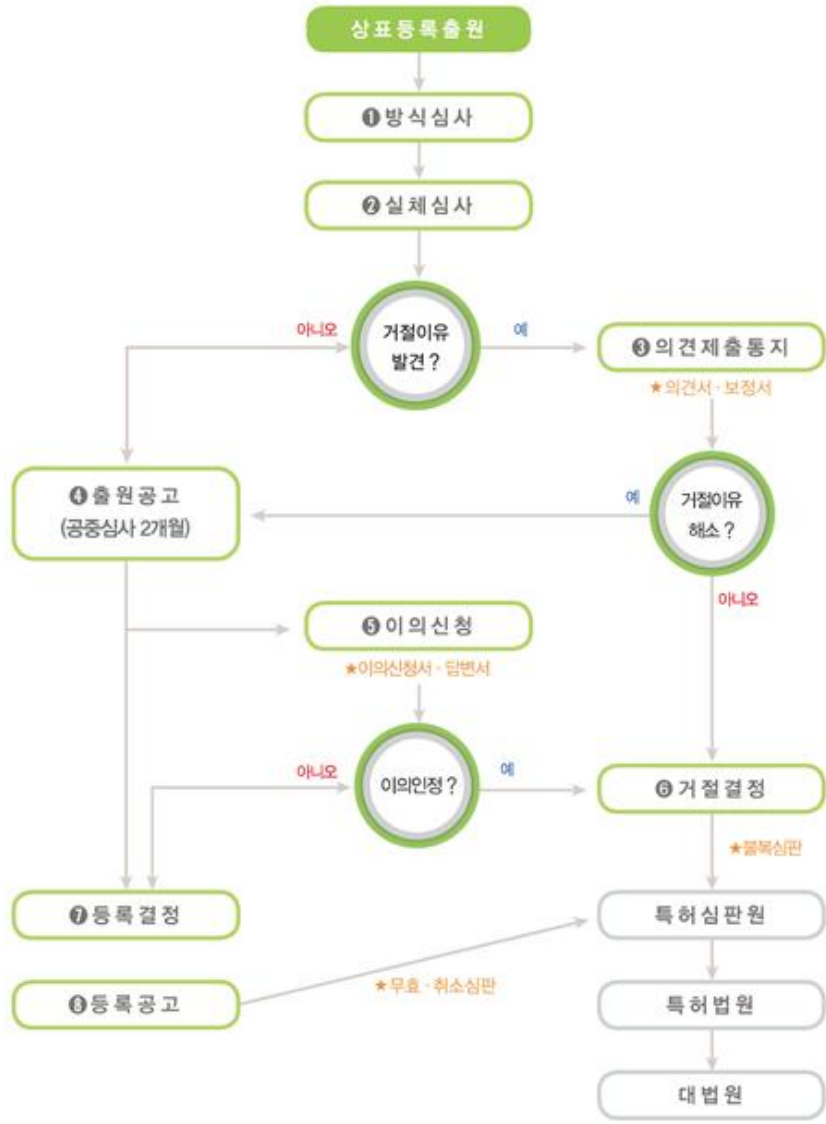 상표등록출원
❶방식심사
❷실체심사
거절이유
발견?
아니오
예
❸의견제출통지
★의견서·보정서
거절이유
해소?
예
아니오
❹출원공고
(공중심사 2개월)
❺이의신청
★이의신청서·답변서
이의인정?
아니오
예
❻거절결정
★불복심판
❼등록결정
특허심판원
❽등록공고
★무효·취소심판
특허법원
대법원